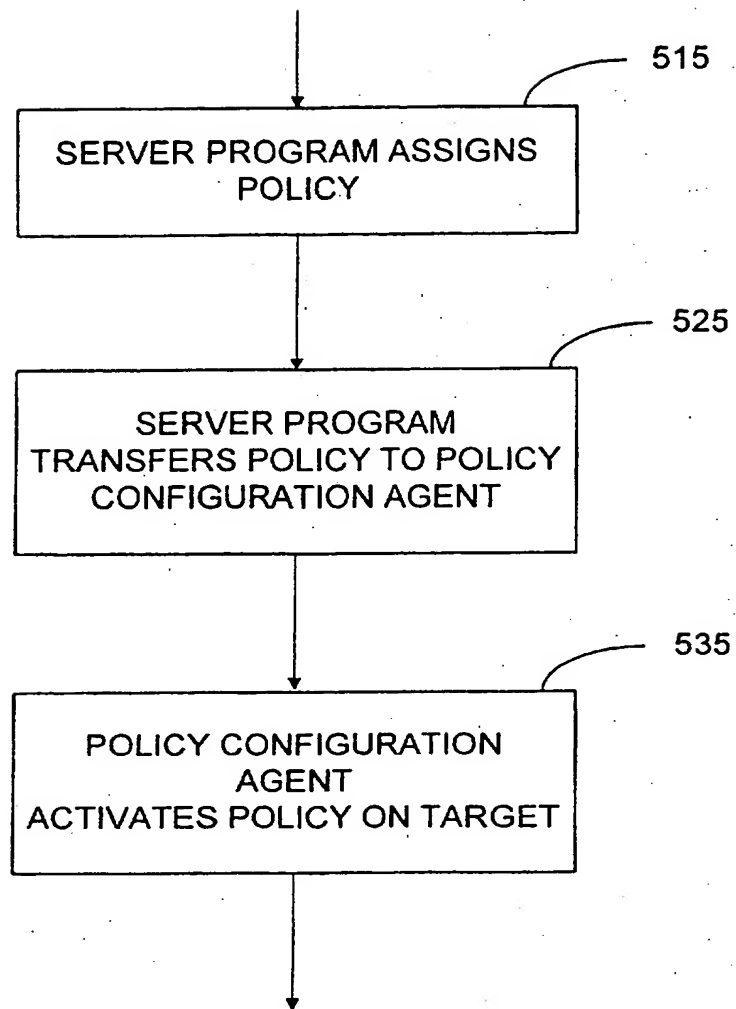 515
SERVER PROGRAM ASSIGNS
POLICY
525
SERVER PROGRAM
TRANSFERS POLICY TO POLICY
CONFIGURATION AGENT
535
POLICY CONFIGURATION
AGENT
ACTIVATES POLICY ON TARGET